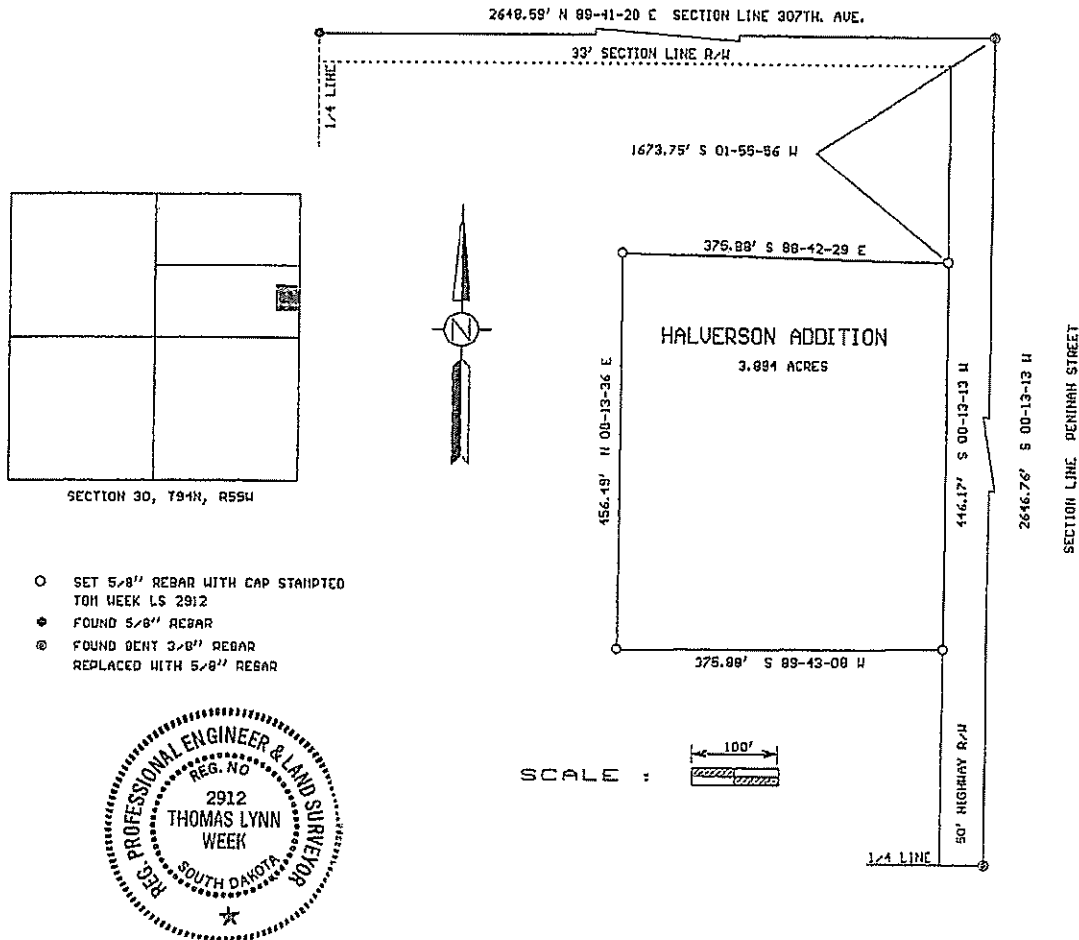 2648.59' N 89-41-20 E SECTION LINE 307TH. AVE.
33' SECTION LINE R/W
1/4 LINE
1673.75' S 01-55-56 W
375.88' S 88-42-29 E
HALVERSON ADDITION
3.894 ACRES
456.49' N 00-13-36 E
446.17' S 00-13-13 W
2646.76' S 00-13-13 W
SECTION LINE PENINAH STREET
N
SECTION 30, T94N, R55W
SET 5/8" REBAR WITH CAP STAMPTED
TOM WEEK LS 2912
FOUND 5/8" REBAR
FOUND BENT 3/8" REBAR
REPLACED WITH 5/8" REBAR
375.88' S 89-43-08 W
SCALE :
100'
50' HIGHWAY R/W
1/4 LINE
REG. PROFESSIONAL ENGINEER & LAND SURVEYOR
REG. NO
2912
THOMAS LYNN
WEEK
SOUTH DAKOTA